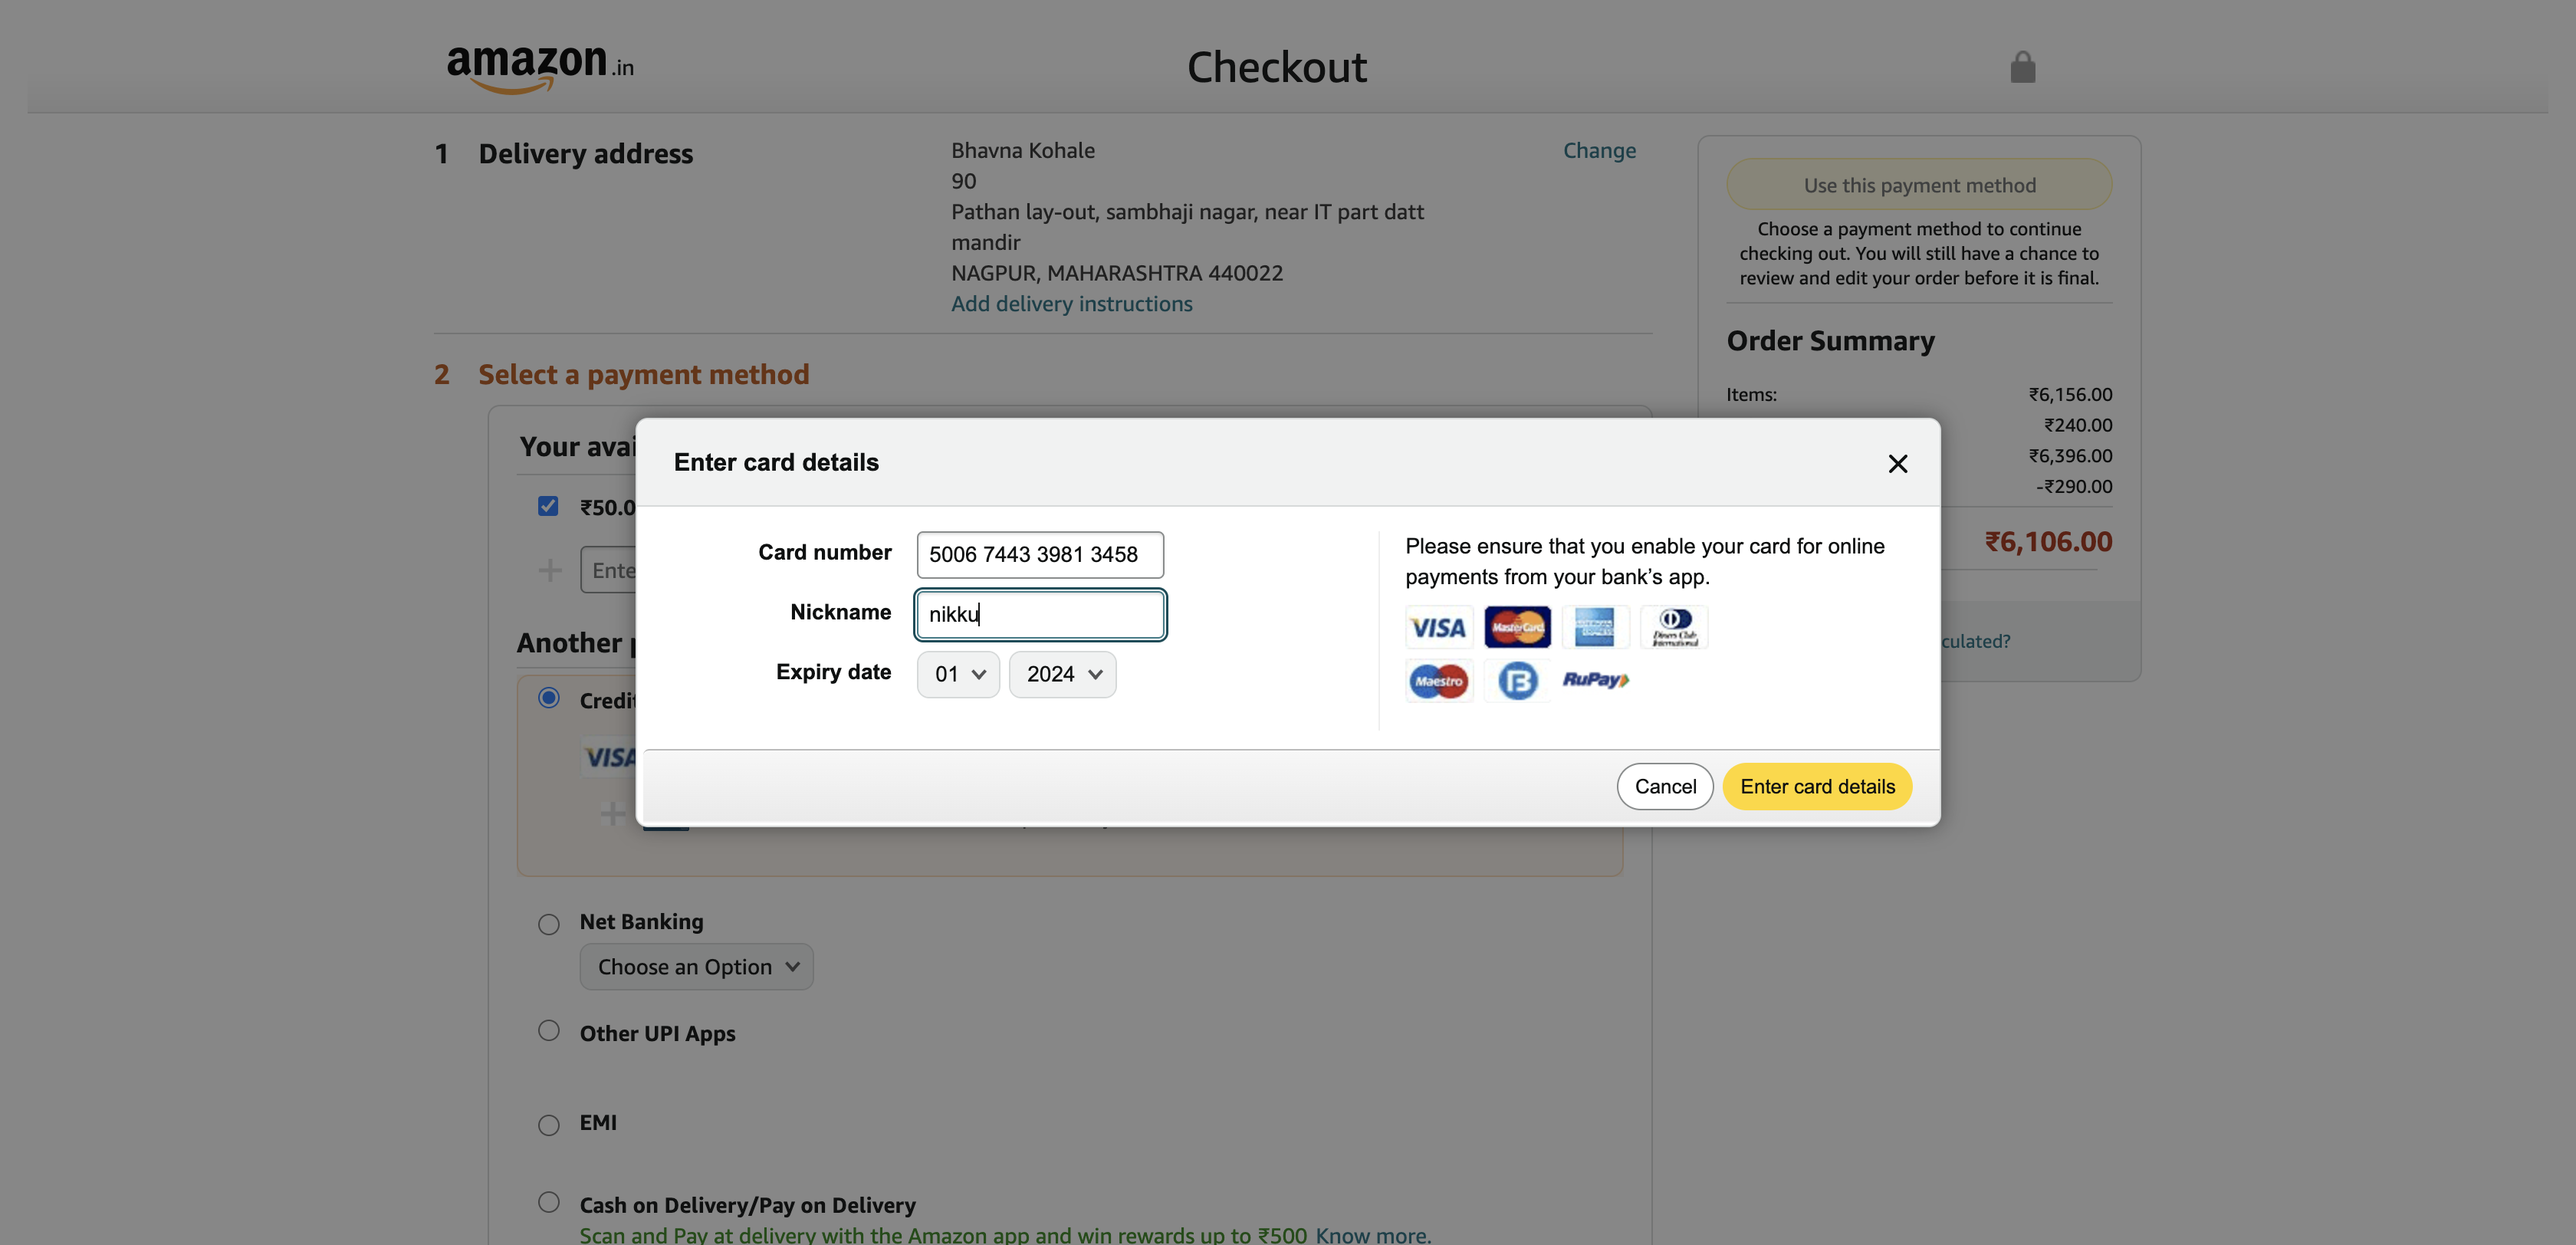 amazon.in
Checkout
1 Delivery address
Bhavna Kohale
90
Pathan lay-out, sambhaji nagar, near IT part datt
mandir
NAGPUR, MAHARASHTRA 440022
Add delivery instructions
Change
Use this payment method
Choose a payment method to continue
checking out. You will still have a chance to
review and edit your order before it is final.
Order Summary
Items: ₹6,156.00
₹240.00
₹6,396.00
-₹290.00
₹6,106.00
culated?
2 Select a payment method
Your avai
₹50.0
Ente
Another p
Credit
VISA
Enter card details
Card number 5006 7443 3981 3458
Nickname nikku
Expiry date 01 2024
Please ensure that you enable your card for online
payments from your bank’s app.
VISA MasterCard AMERICAN EXPRESS Diners Club International
Maestro RuPay
Cancel Enter card details
Net Banking
Choose an Option
Other UPI Apps
EMI
Cash on Delivery/Pay on Delivery
Scan and Pay at delivery with the Amazon app and win rewards up to ₹500 Know more.